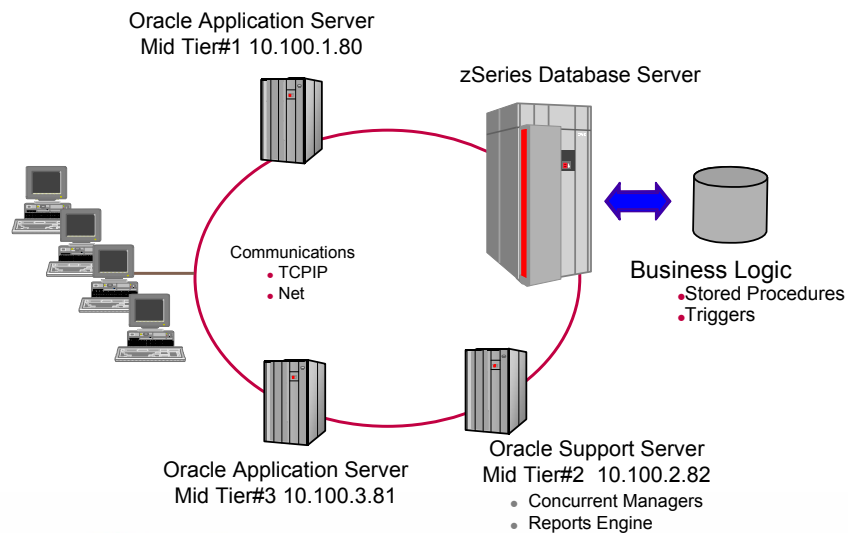 Oracle Application Server
Mid Tier#1 10.100.1.80
zSeries Database Server
Communications
• TCPIP
• Net
Business Logic
•Stored Procedures
•Triggers
Oracle Application Server
Mid Tier#3 10.100.3.81
Oracle Support Server
Mid Tier#2 10.100.2.82
• Concurrent Managers
• Reports Engine